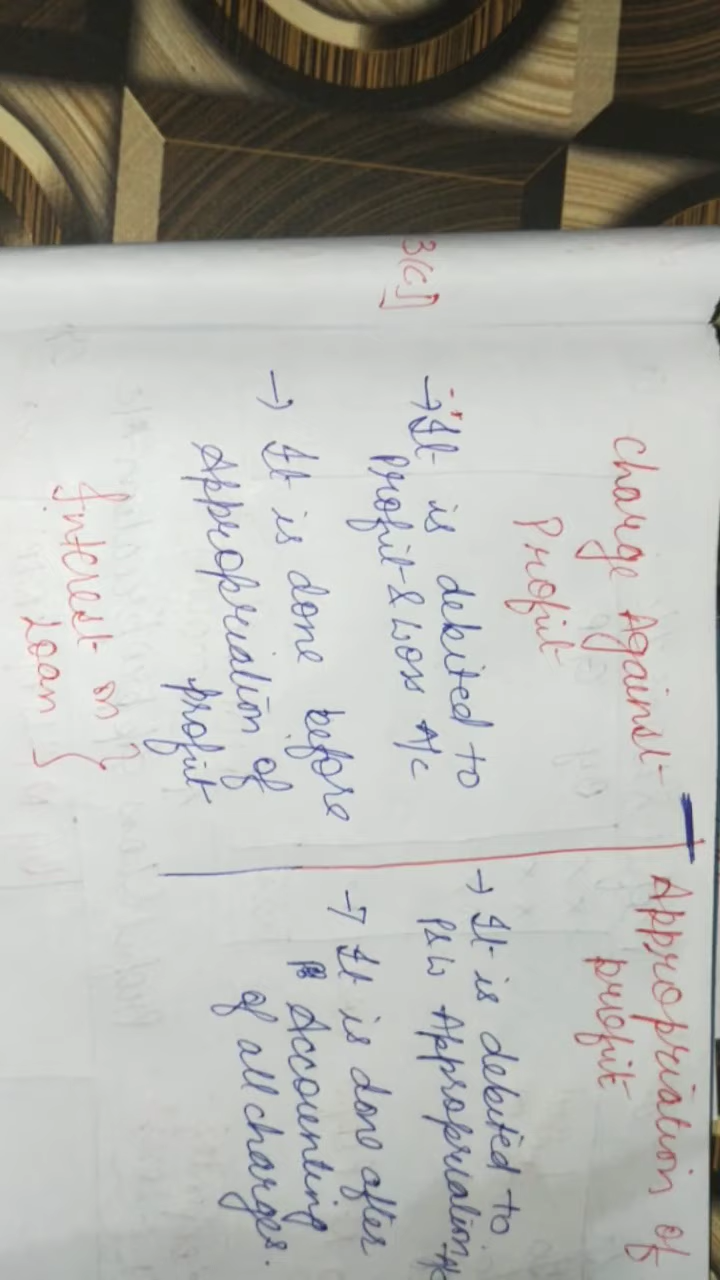 Charge Against
Profit
Appropriation of
profit
3(c)]
→ It is debited to
Profit & Loss A/c
→ It is done before
Appropriation of
profit
Interest on }
Loan
→ It is debited to
P&L Appropriation A/c
→ It is done after
Accounting
of all charges.